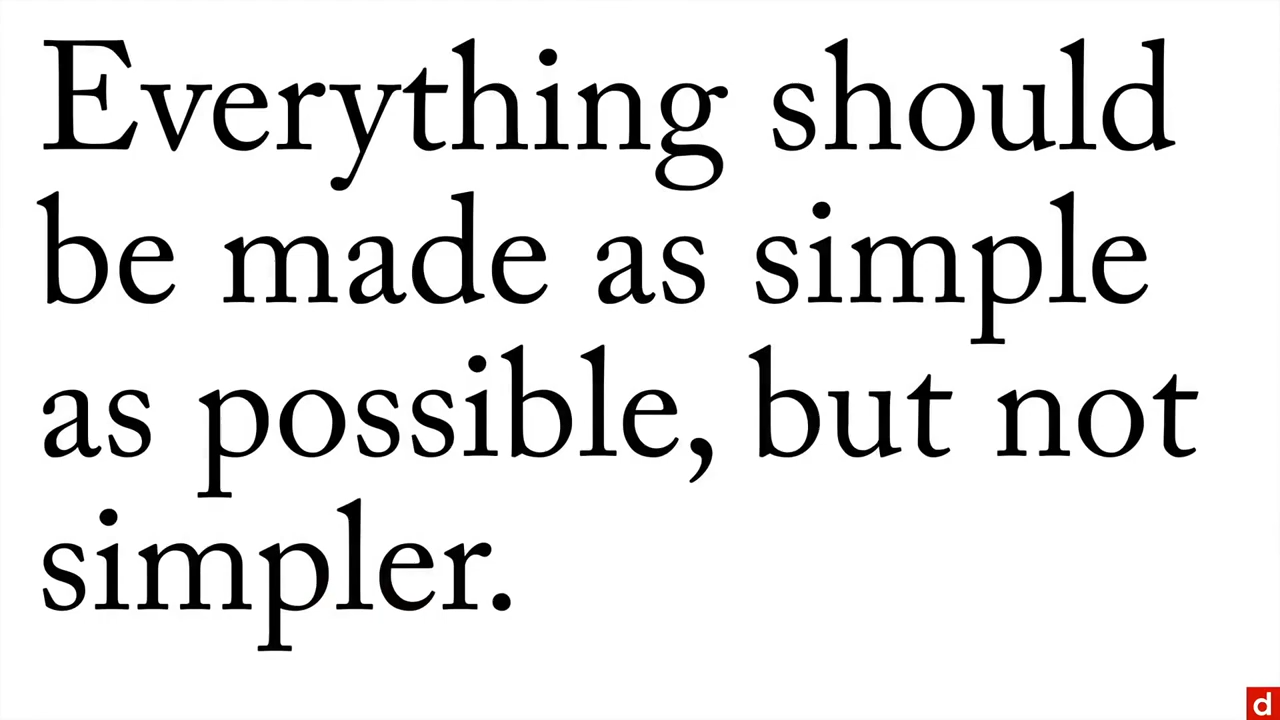 Everything should
be made as simple
as possible, but not
simpler.
d